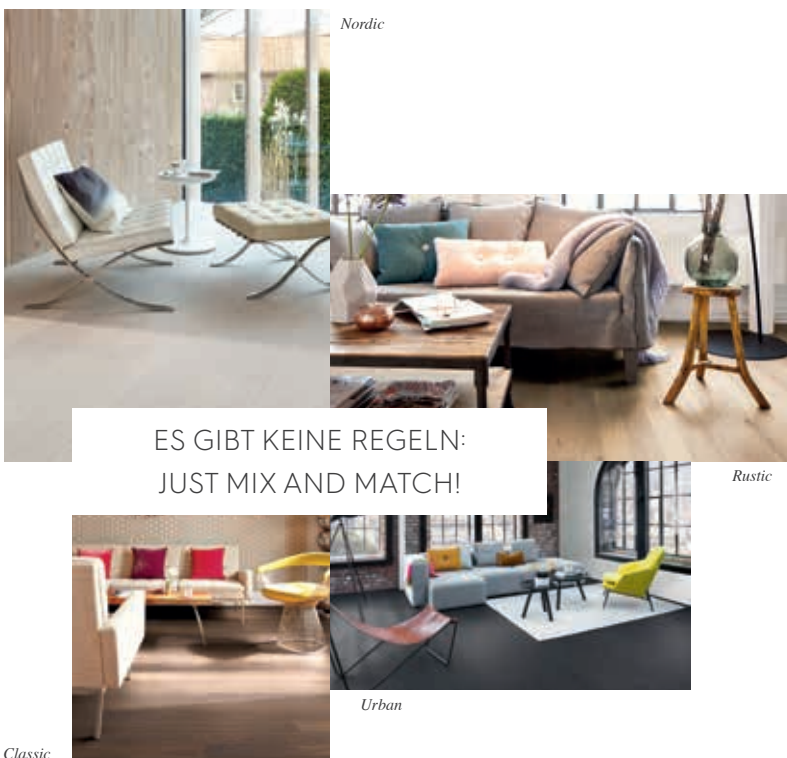 Nordic
ES GIBT KEINE REGELN:
JUST MIX AND MATCH!
Rustic
Urban
Classic